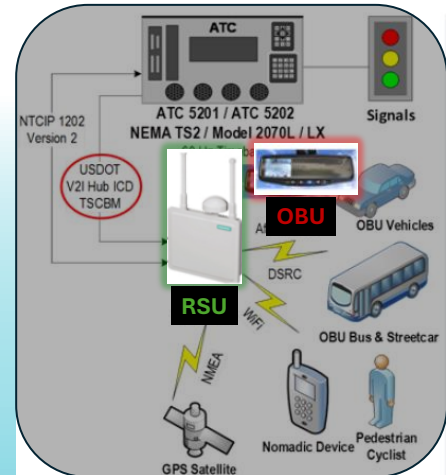 ATC
ATC 5201 / ATC 5202
NEMA TS2 / Model 2070L / LX
Signals
NTCIP 1202
Version 2
USDOT
V2I Hub ICD
TSCBM
OBU
OBU Vehicles
DSRC
RSU
WiFi
OBU Bus & Streetcar
NMEA
GPS Satellite
Nomadic Device
Pedestrian
Cyclist